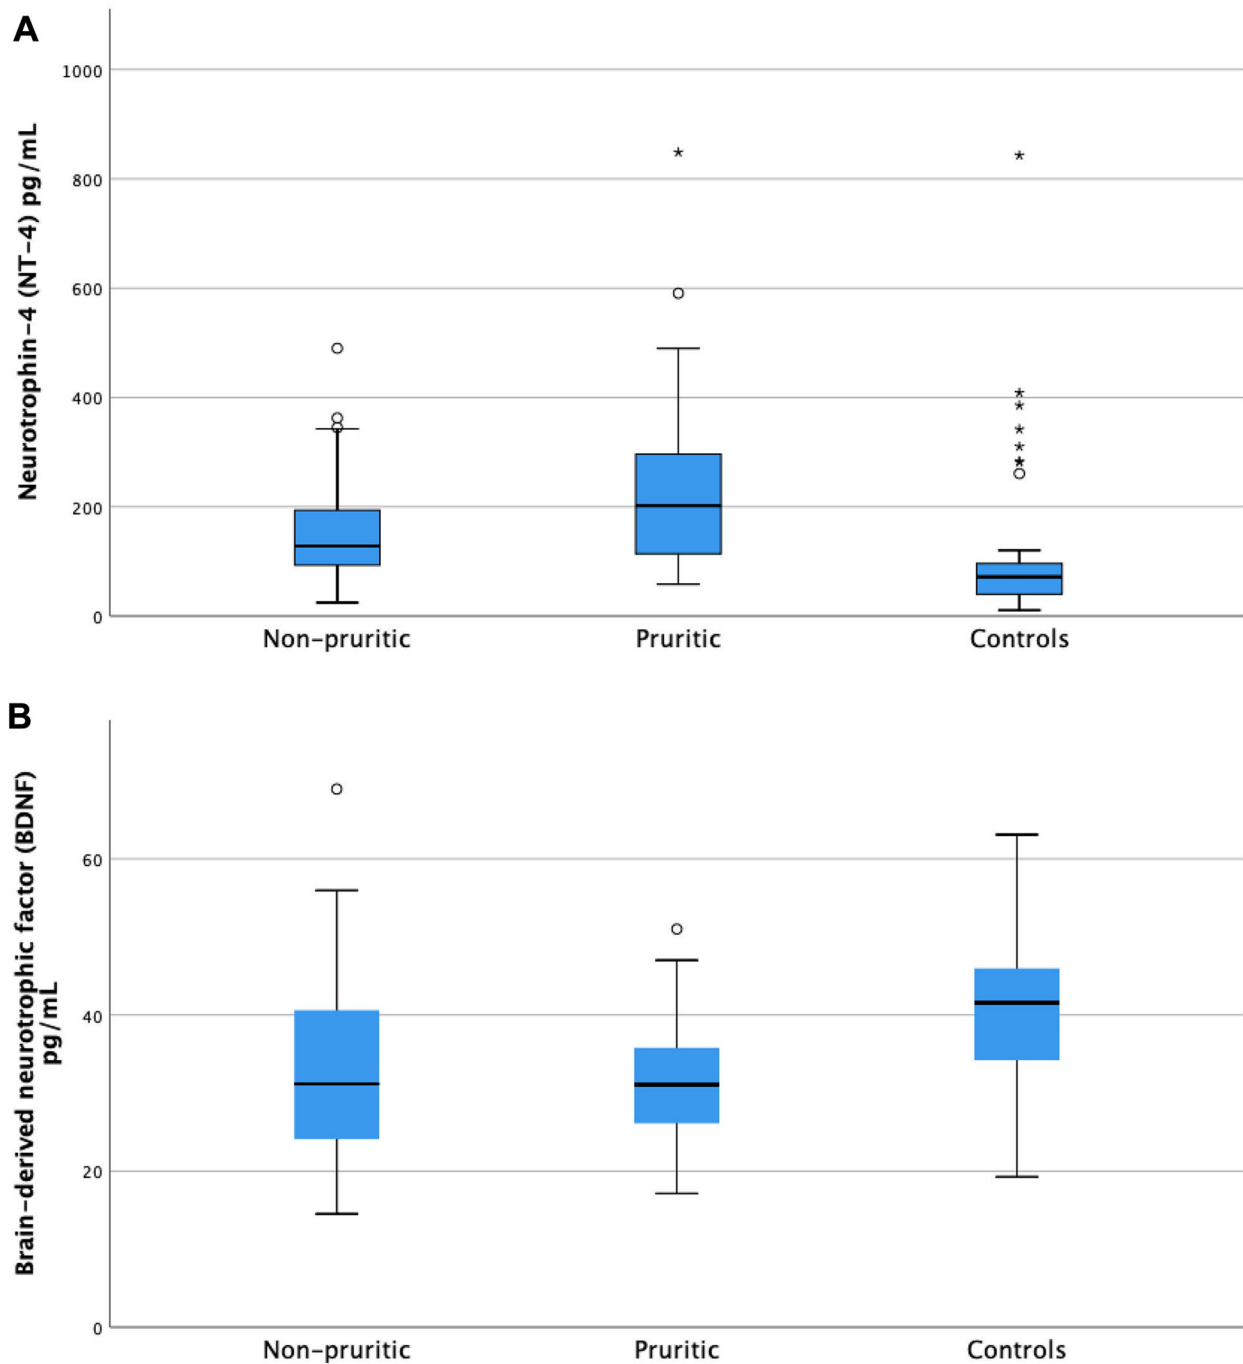 A
Neurotrophin-4 (NT-4) pg/mL
1000
800
600
400
200
0
Non-pruritic Pruritic Controls
B
Brain-derived neurotrophic factor (BDNF)
pg/mL
60
40
20
0
Non-pruritic Pruritic Controls